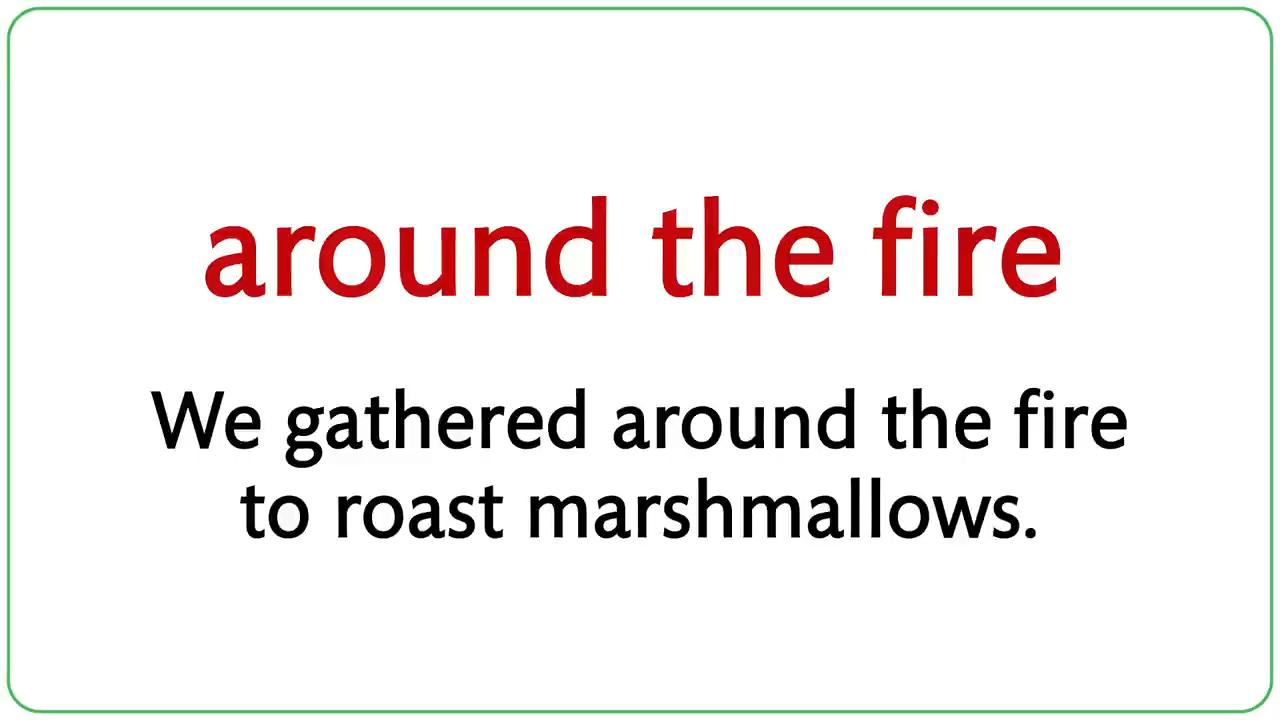 around the fire
We gathered around the fire
to roast marshmallows.